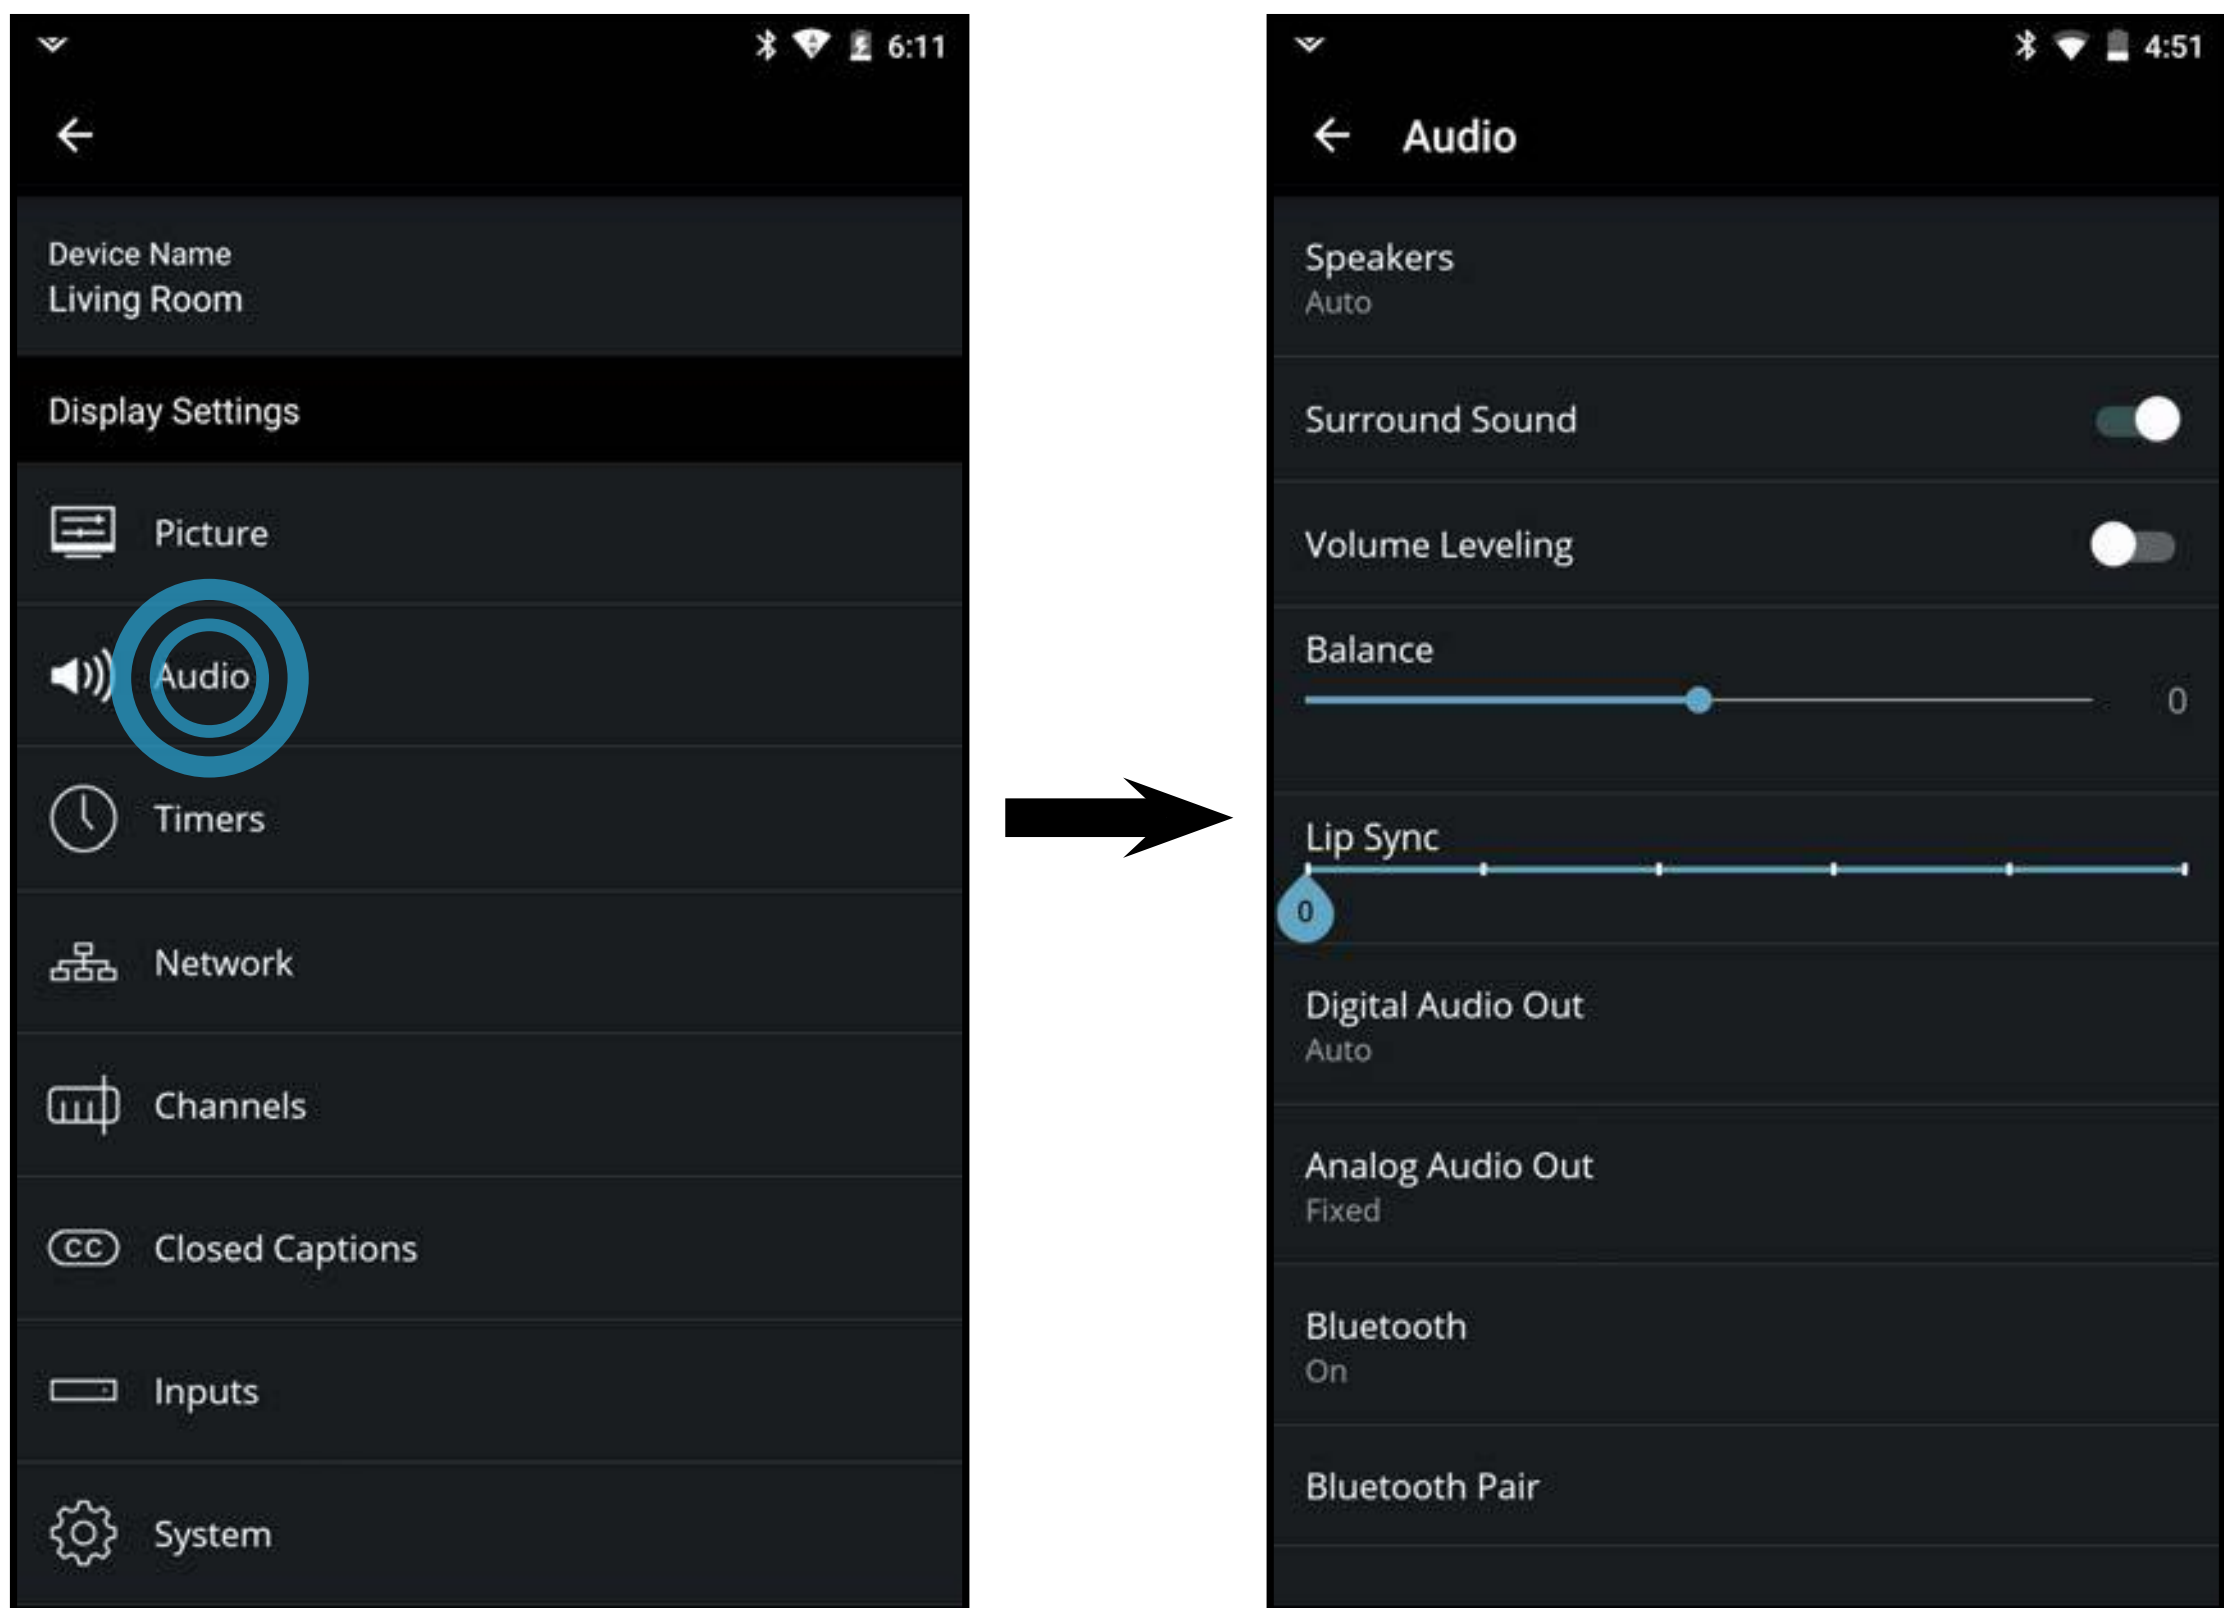 6:11
Device Name
Living Room
Display Settings
Picture
Audio
Timers
Network
Channels
CC Closed Captions
Inputs
System
4:51
Audio
Speakers
Auto
Surround Sound
Volume Leveling
Balance
0
Lip Sync
0
Digital Audio Out
Auto
Analog Audio Out
Fixed
Bluetooth
On
Bluetooth Pair